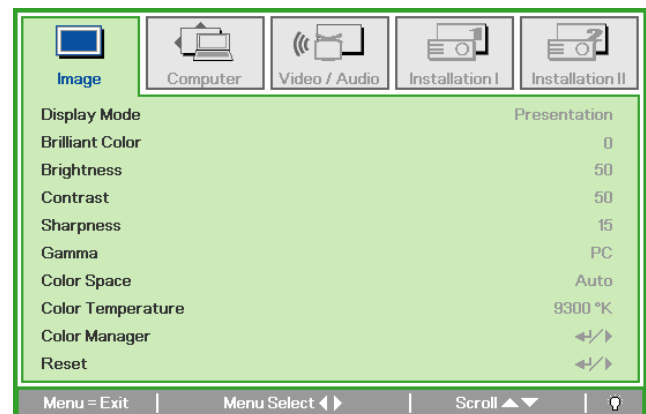 Image Computer Video / Audio Installation I Installation II
Display Mode Presentation
Brilliant Color 0
Brightness 50
Contrast 50
Sharpness 15
Gamma PC
Color Space Auto
Color Temperature 9300 °K
Color Manager
Reset
Menu = Exit Menu Select Scroll